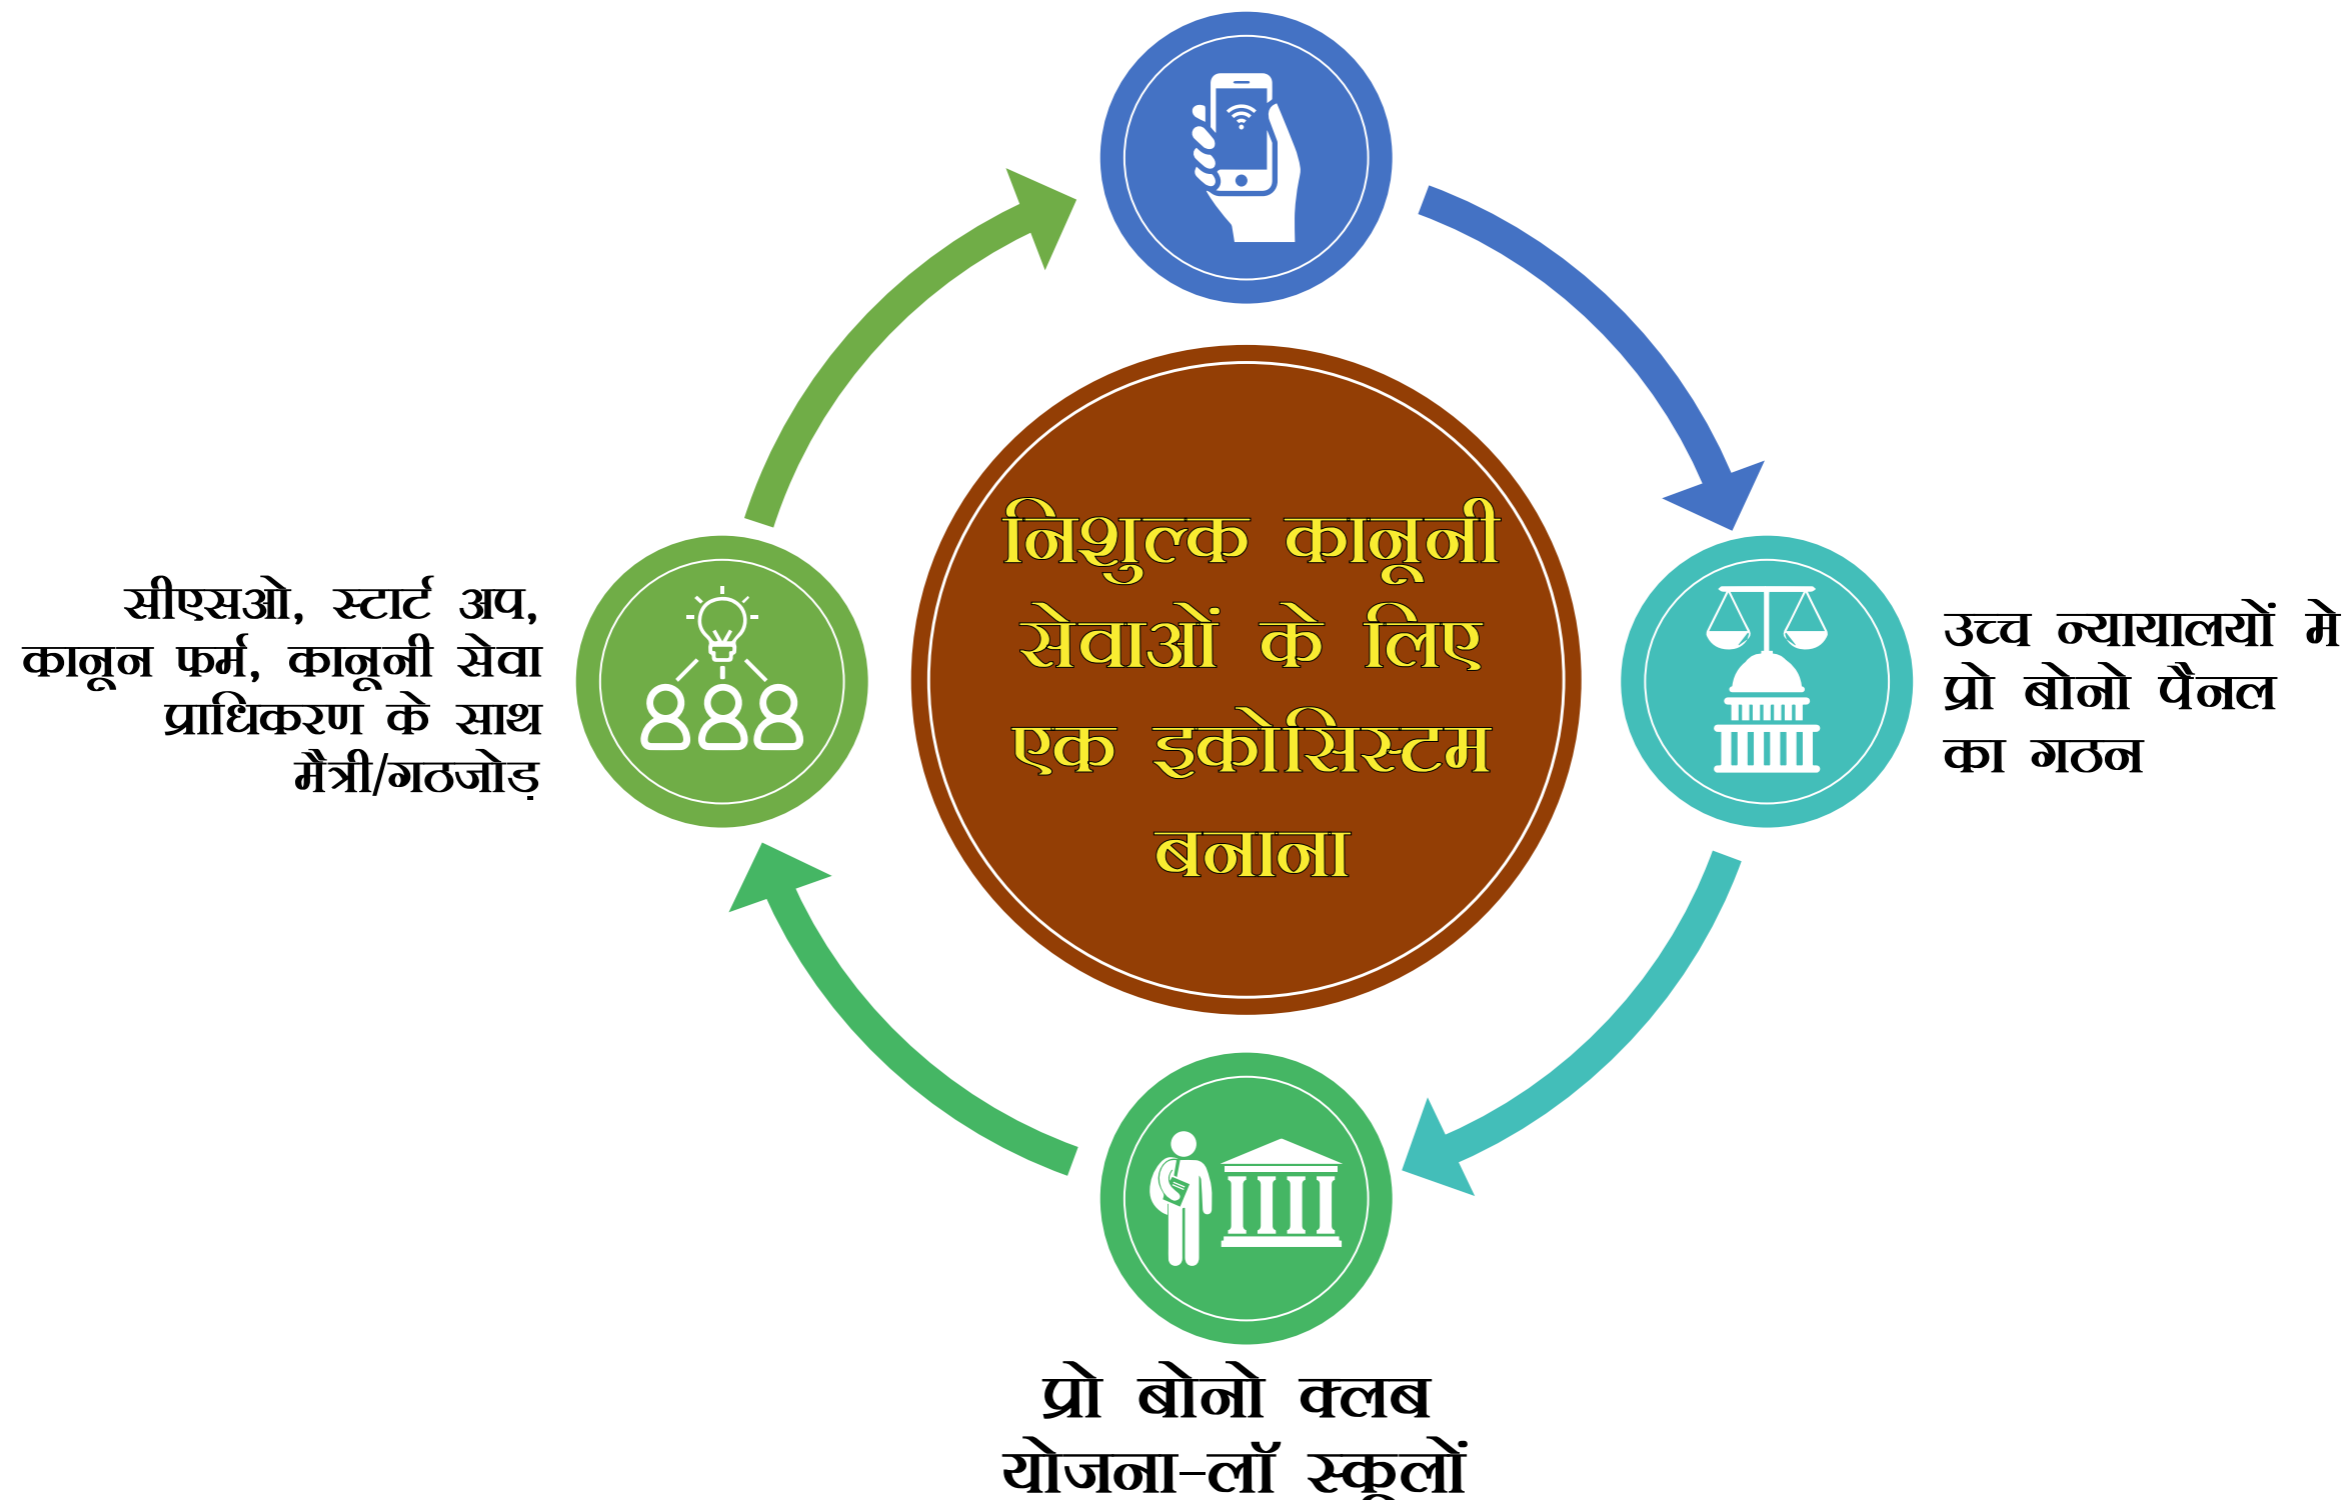 निशुल्क कानूनी
सेवाओं के लिए
एक इकोसिस्टम
बनाना
उच्च न्यायालयों मे
प्रो बोनो पैनल
का गठन
प्रो बोनो क्लब
योजना-लॉ स्कूलों
सीएसओ, स्टार्ट अप,
कानून फर्म, कानूनी सेवा
प्राधिकरण के साथ
मैत्री/गठजोड़